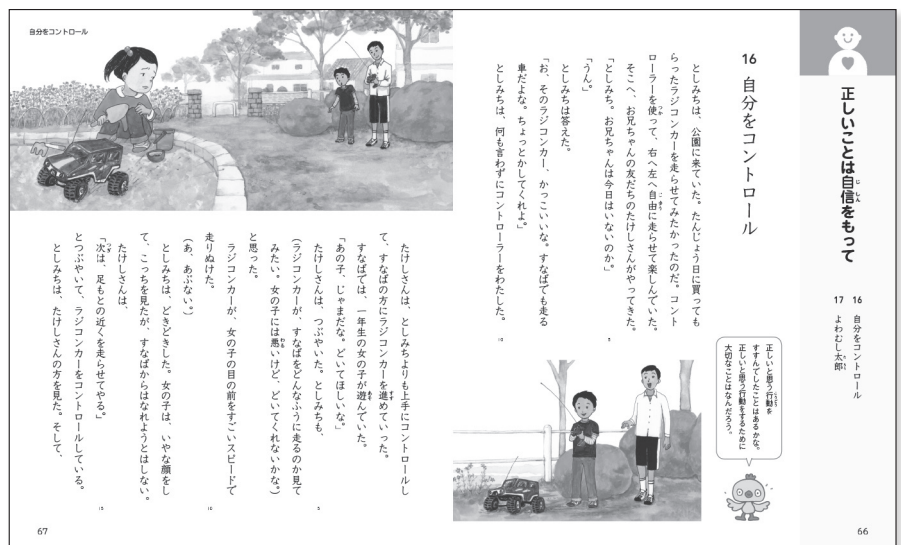 正しいことは自信をもって
じしん
16 自分をコントロール
17 よわむし太郎
たろう
正しいと思う行動を
こうどう
すすんでしたことはあるかな。
正しいと思う行動をするために
大切なことはなんだろう。
16 自分をコントロール
としみちは、公園に来ていた。たんじょう日に買っても
らったラジコンカーを走らせてみたかったのだ。コント
ローラーを使って、右へ左へ自由に走らせて楽しんでいた。
つか
じゆう
そこへ、お兄ちゃんの友だちのたけしさんがやってきた。
「としみち。お兄ちゃんは今日はいないのか。」
5
「うん。」
としみちは答えた。
「お、そのラジコンカー、かっこいいな。すなばでも走る
車だよな。ちょっとかしてくれよ。」
としみちは、何も言わずにコントローラーをわたした。
10
66
自分をコントロール
たけしさんは、としみちよりも上手にコントロールし
て、すなばの方にラジコンカーを進めていった。
すす
すなばでは、一年生の女の子が遊んでいた。
あそ
「あの子、じゃまだな。どいてほしいな。」
たけしさんは、つぶやいた。としみちも、
5
(ラジコンカーが、すなばをどんなふうに走るのか見て
みたい。女の子には悪いけど、どいてくれないかな。)
わる
と思った。
ラジコンカーが、女の子の目の前をすごいスピードで
走りぬけた。
10
(あ、あぶない。)
としみちは、どきどきした。女の子は、いやな顔をし
て、こっちを見たが、すなばからはなれようとはしない。
たけしさんは、
「次は、足もとの近くを走らせてやる。」
つぎ
15
とつぶやいて、ラジコンカーをコントロールしている。
としみちは、たけしさんの方を見た。そして、
67